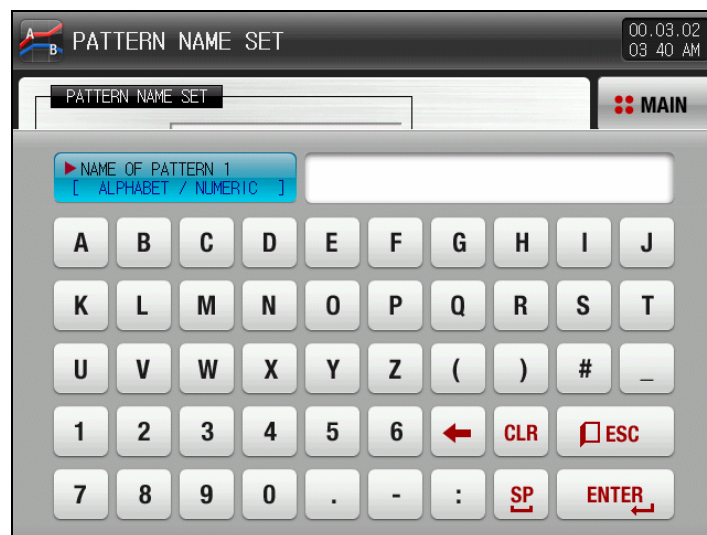 A B PATTERN NAME SET 00.03.02
03 40 AM
PATTERN NAME SET MAIN
NAME OF PATTERN 1
[ ALPHABET / NUMERIC ]
A B C D E F G H I J
K L M N O P Q R S T
U V W X Y Z ( ) # _
1 2 3 4 5 6 CLR ESC
7 8 9 0 . - : SP ENTER